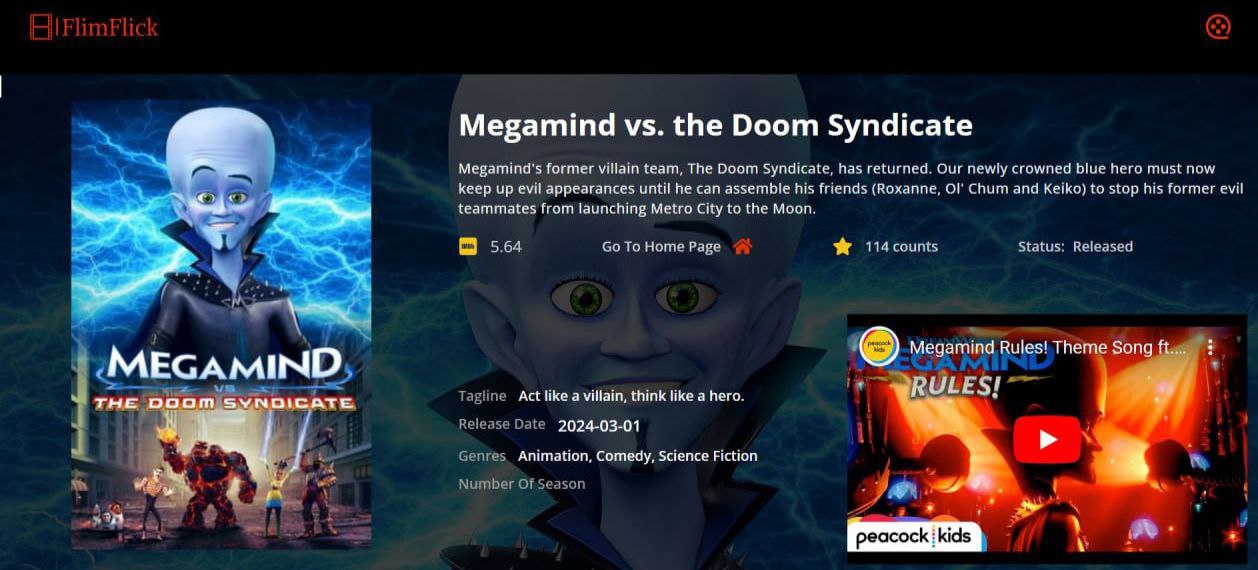 FlimFlick
Megamind vs. the Doom Syndicate
Megamind's former villain team, The Doom Syndicate, has returned. Our newly crowned blue hero must now
keep up evil appearances until he can assemble his friends (Roxanne, Ol' Chum and Keiko) to stop his former evil
teammates from launching Metro City to the Moon.
IMDb 5.64 Go To Home Page 114 counts Status: Released
MEGAMIND
VS
THE DOOM SYNDICATE
Tagline Act like a villain, think like a hero.
Release Date 2024-03-01
Genres Animation, Comedy, Science Fiction
Number Of Season
peacock
kids
Megamind Rules! Theme Song ft....
MEGAMIND
RULES!
peacock kids